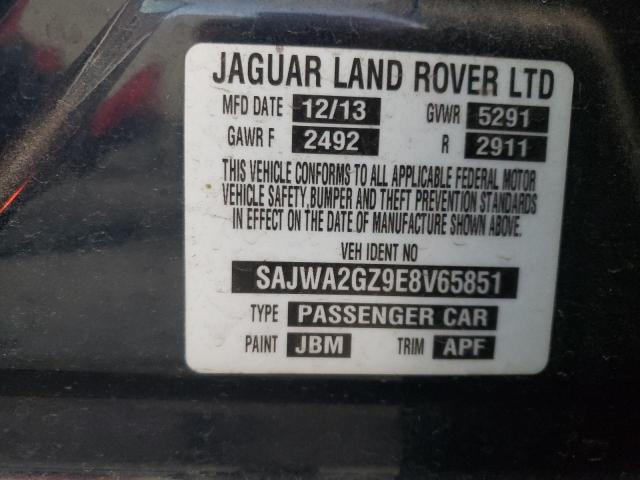 JAGUAR LAND ROVER LTD
MFD DATE 12/13 GVWR 5291
GAWR F 2492 R 2911
THIS VEHICLE CONFORMS TO ALL APPLICABLE FEDERAL MOTOR
VEHICLE SAFETY, BUMPER AND THEFT PREVENTION STANDARDS
IN EFFECT ON THE DATE OF MANUFACTURE SHOWN ABOVE.
VEH IDENT NO
SAJWA2GZ9E8V65851
TYPE PASSENGER CAR
PAINT JBM TRIM APF